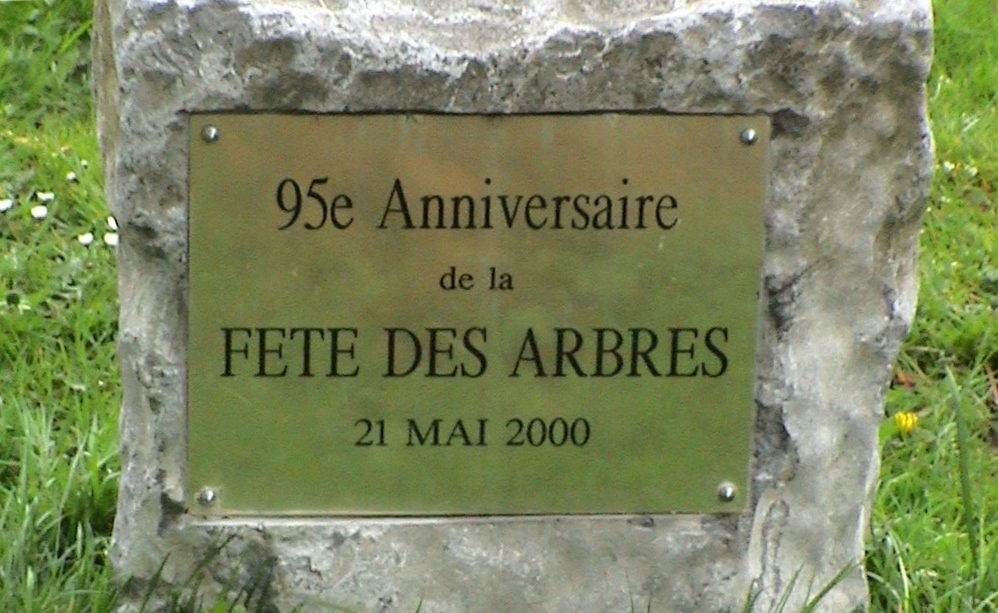 95e Anniversaire
de la
FETE DES ARBRES
21 MAI 2000